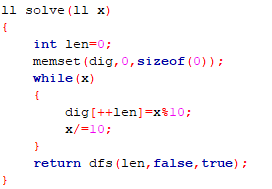 ll solve(ll x)
{
    int len=0;
    memset(dig,0,sizeof(0));
    while(x)
    {
        dig[++len]=x%10;
        x/=10;
    }
    return dfs(len,false,true);
}